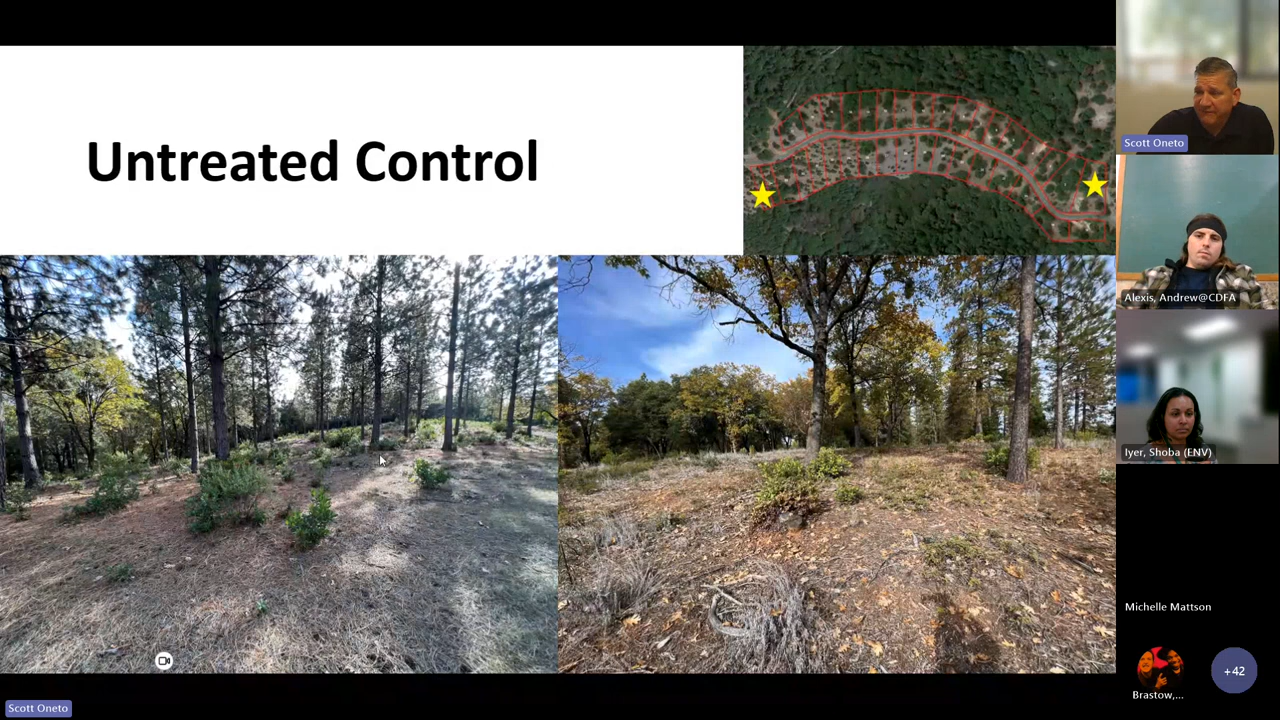 Untreated Control
Scott Oneto
Alexis, Andrew@CDFA
Iyer, Shoba (ENV)
Michelle Mattson
Brastow,...
+42
Scott Oneto